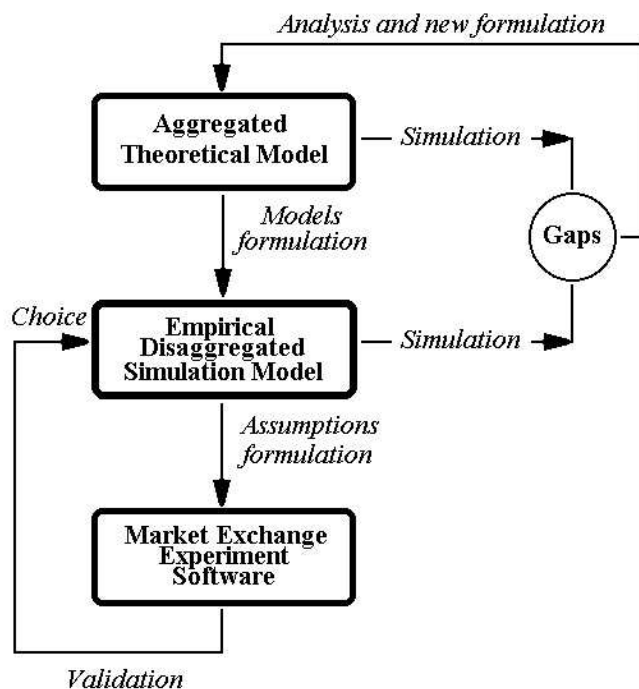 Analysis and new formulation
Aggregated
Theoretical Model
Simulation
Models
formulation
Gaps
Choice
Empirical
Disaggregated
Simulation Model
Simulation
Assumptions
formulation
Market Exchange
Experiment
Software
Validation